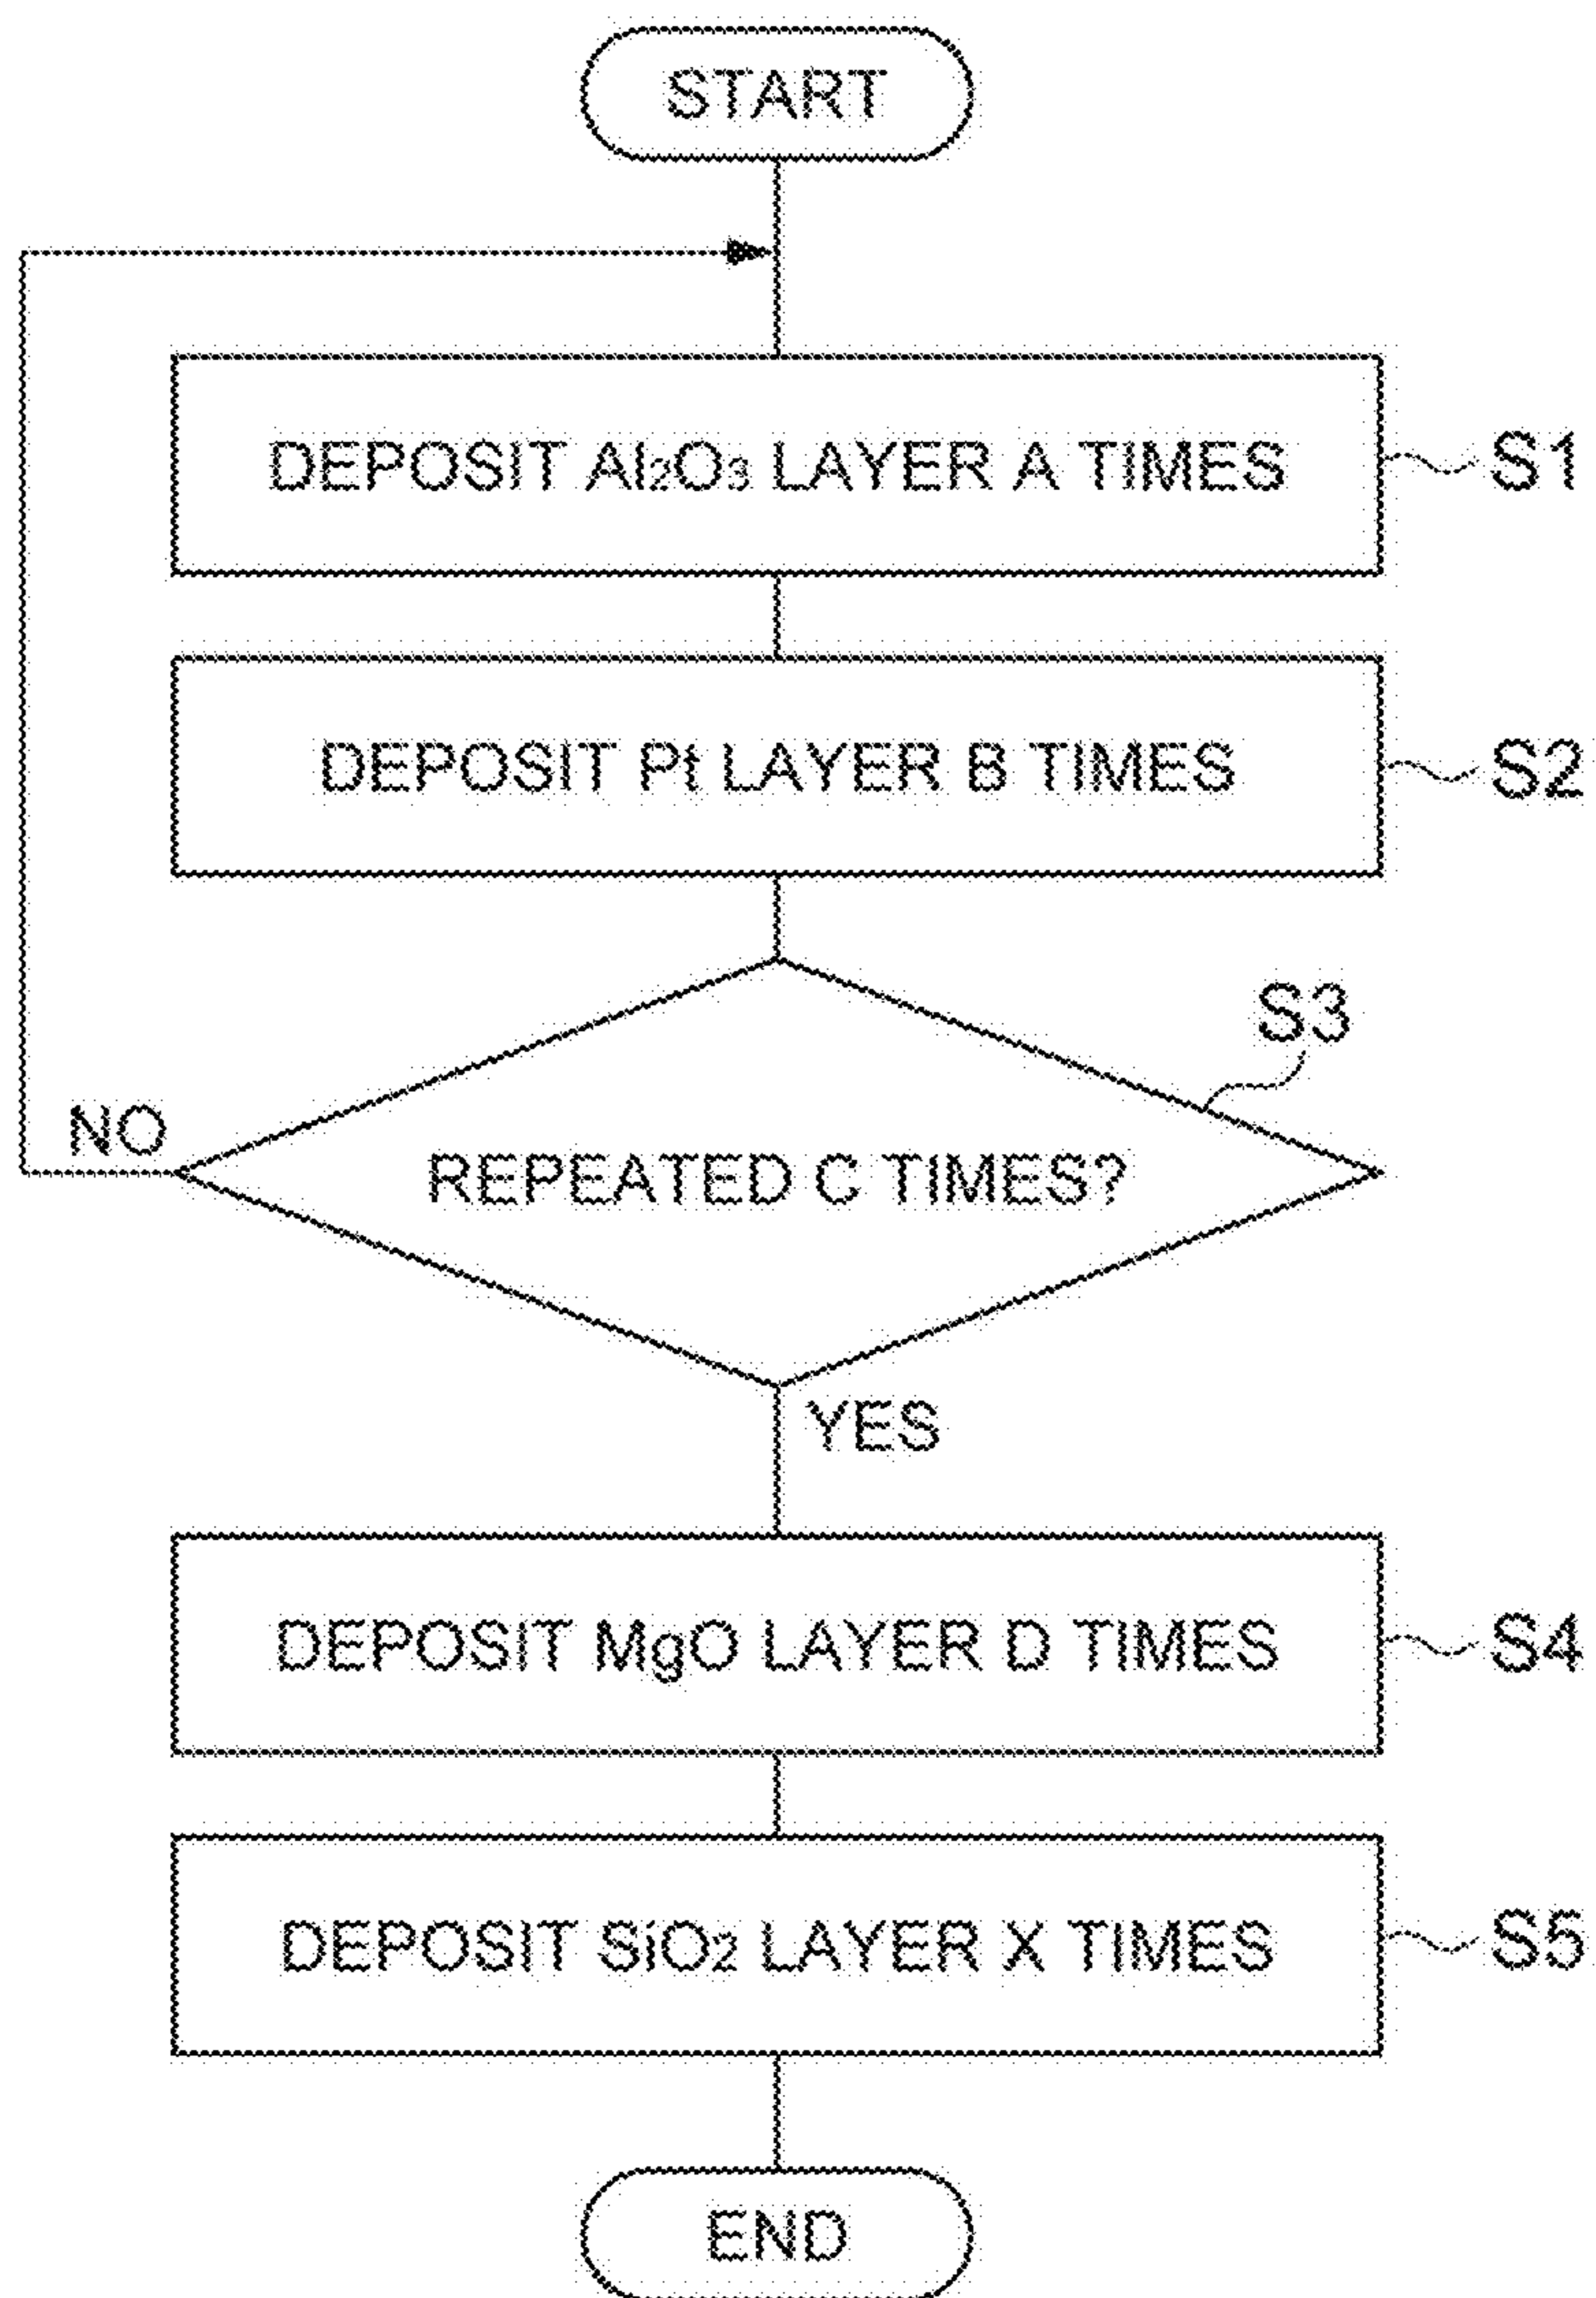 START
DEPOSIT Al₂O₃ LAYER A TIMES
S1
DEPOSIT Pt LAYER B TIMES
S2
S3
NO
REPEATED C TIMES?
YES
DEPOSIT MgO LAYER D TIMES
S4
DEPOSIT SiO₂ LAYER X TIMES
S5
END